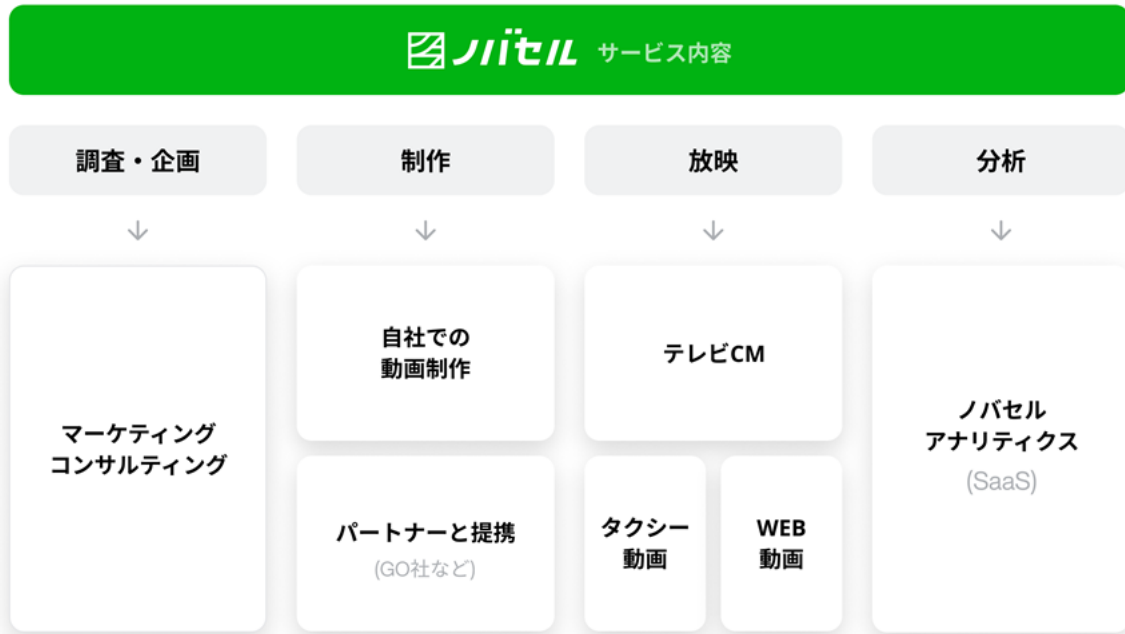 ノバセル サービス内容
調査・企画
制作
放映
分析
マーケティング
コンサルティング
自社での
動画制作
パートナーと提携
(GO社など)
テレビCM
タクシー
動画
WEB
動画
ノバセル
アナリティクス
(SaaS)